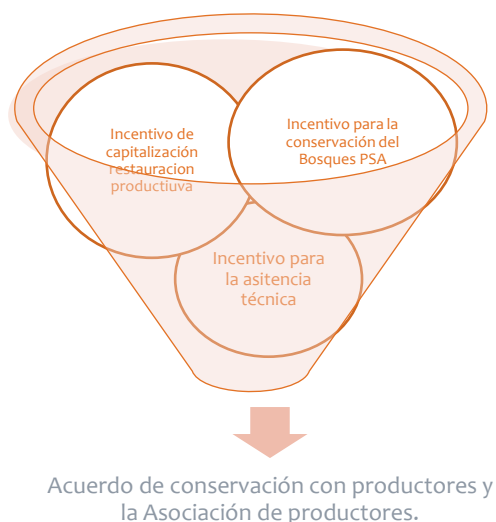 Incentivo de
capitalización
restauracion
productiuva
Incentivo para la
conservación del
Bosques PSA
Incentivo para
la asitencia
técnica
Acuerdo de conservación con productores y
la Asociación de productores.